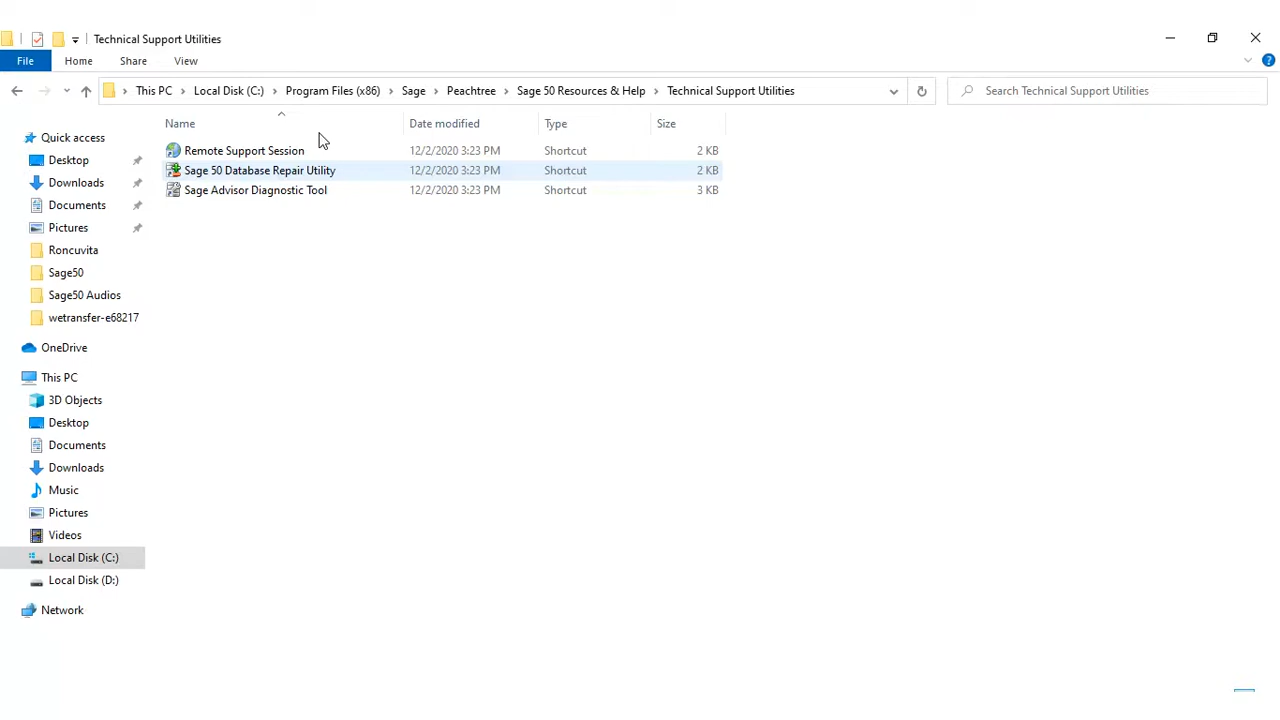 Technical Support Utilities
File Home Share View
This PC Local Disk (C:) Program Files (x86) Sage Peachtree Sage 50 Resources & Help Technical Support Utilities Search Technical Support Utilities
Name Date modified Type Size
Remote Support Session 12/2/2020 3:23 PM Shortcut 2 KB
Sage 50 Database Repair Utility 12/2/2020 3:23 PM Shortcut 2 KB
Sage Advisor Diagnostic Tool 12/2/2020 3:23 PM Shortcut 3 KB
Quick access
Desktop
Downloads
Documents
Pictures
Roncuvita
Sage50
Sage50 Audios
wetransfer-e68217
OneDrive
This PC
3D Objects
Desktop
Documents
Downloads
Music
Pictures
Videos
Local Disk (C:)
Local Disk (D:)
Network